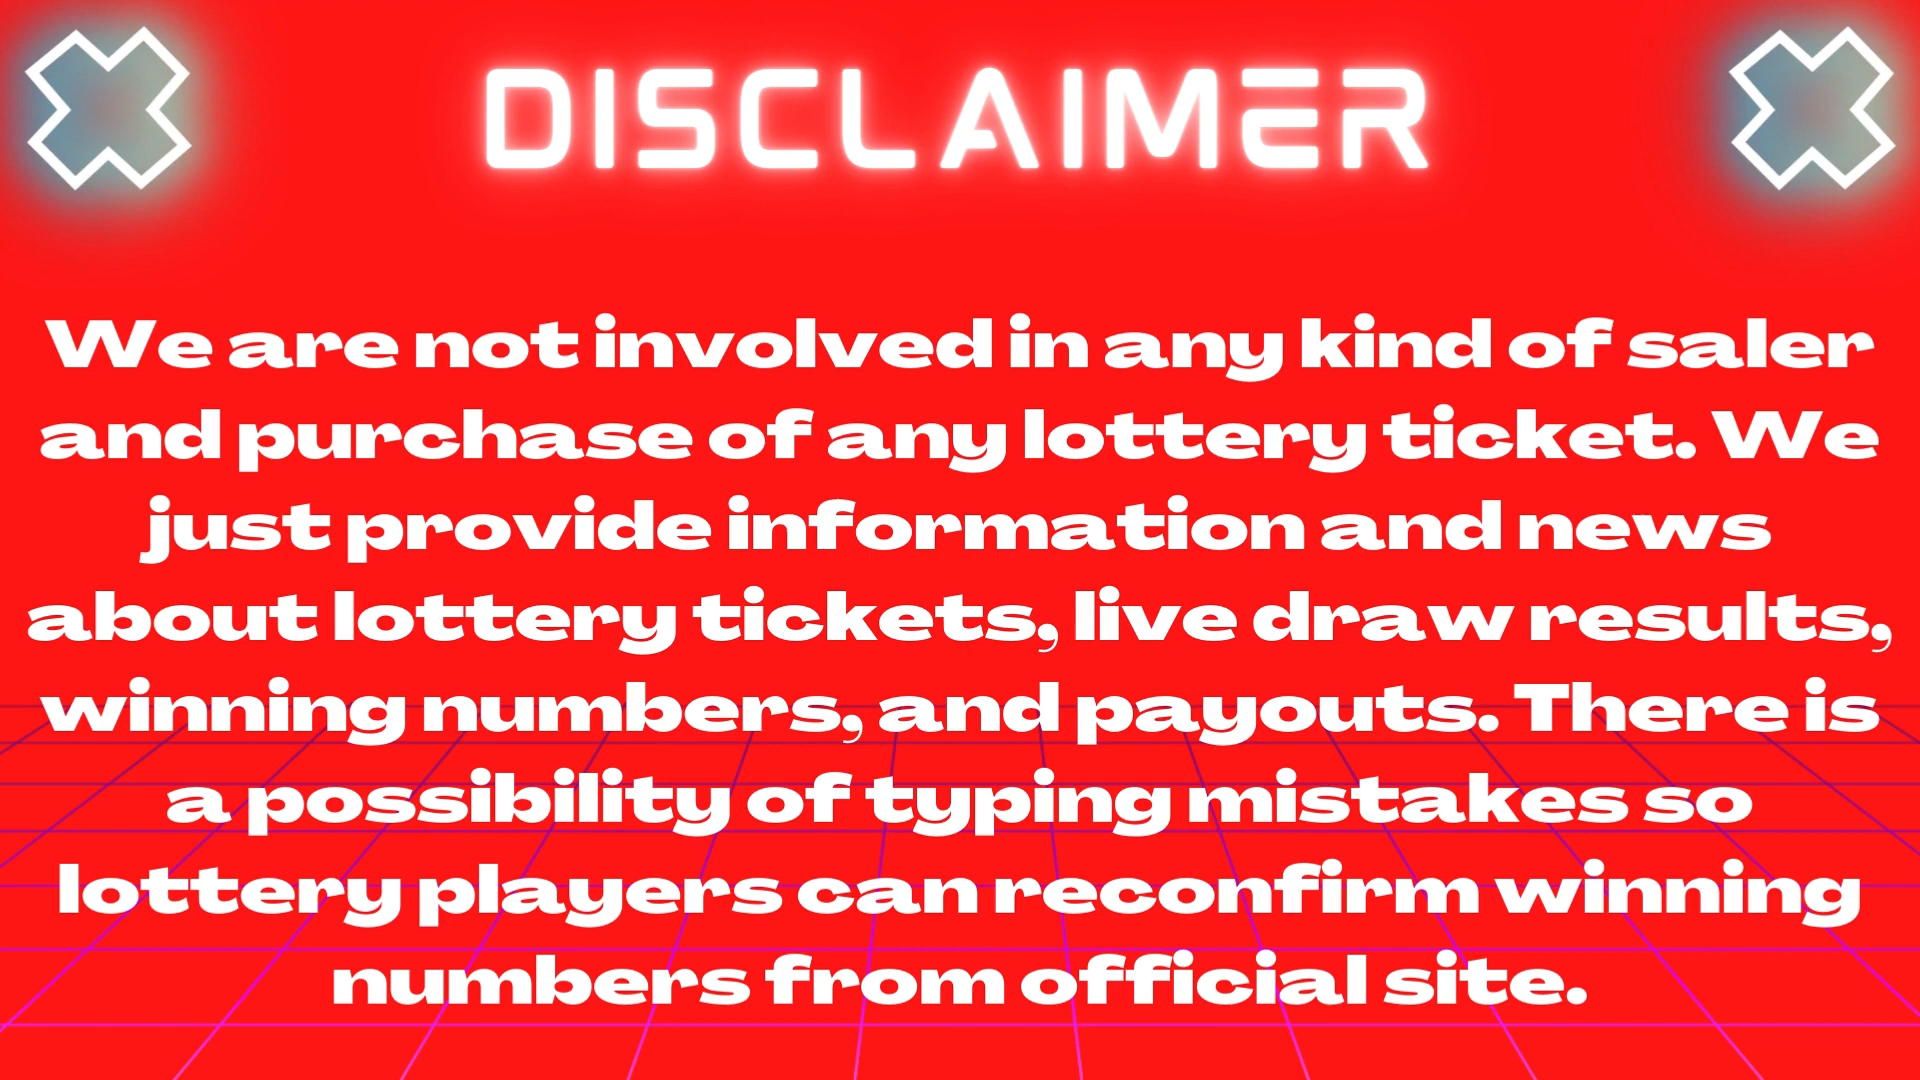 DISCLAIMER
We are not involved in any kind of saler
and purchase of any lottery ticket. We
just provide information and news
about lottery tickets, live draw results,
winning numbers, and payouts. There is
a possibility of typing mistakes so
lottery players can reconfirm winning
numbers from official site.